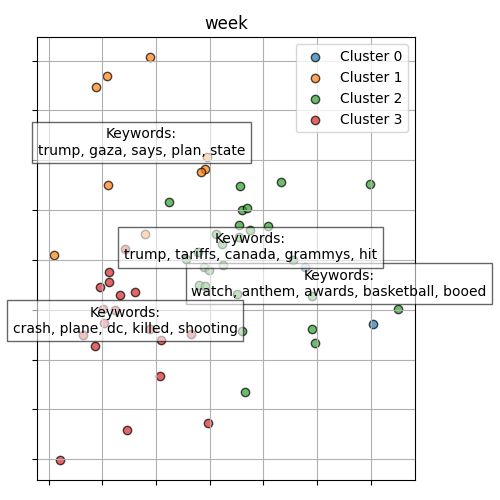 week
Cluster 0
Cluster 1
Cluster 2
Cluster 3
Keywords:
trump, gaza, says, plan, state
Keywords:
trump, tariffs, canada, grammys, hit
Keywords:
watch, anthem, awards, basketball, booed
Keywords:
crash, plane, dc, killed, shooting